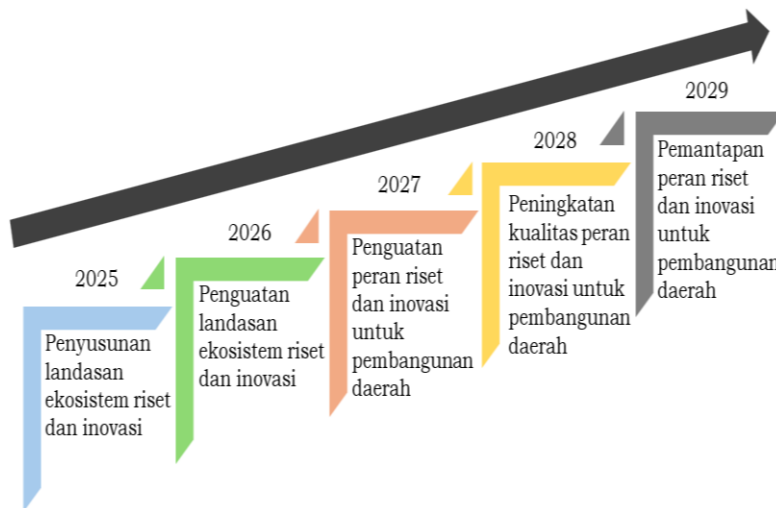 2025
Penyusunan
landasan
ekosistem riset
dan inovasi
2026
Penguatan
landasan
ekosistem riset
dan inovasi
2027
Penguatan
peran riset
dan inovasi
untuk
pembangunan
daerah
2028
Peningkatan
kualitas peran
riset dan
inovasi untuk
pembangunan
daerah
2029
Pemantapan
peran riset
dan inovasi
untuk
pembangunan
daerah